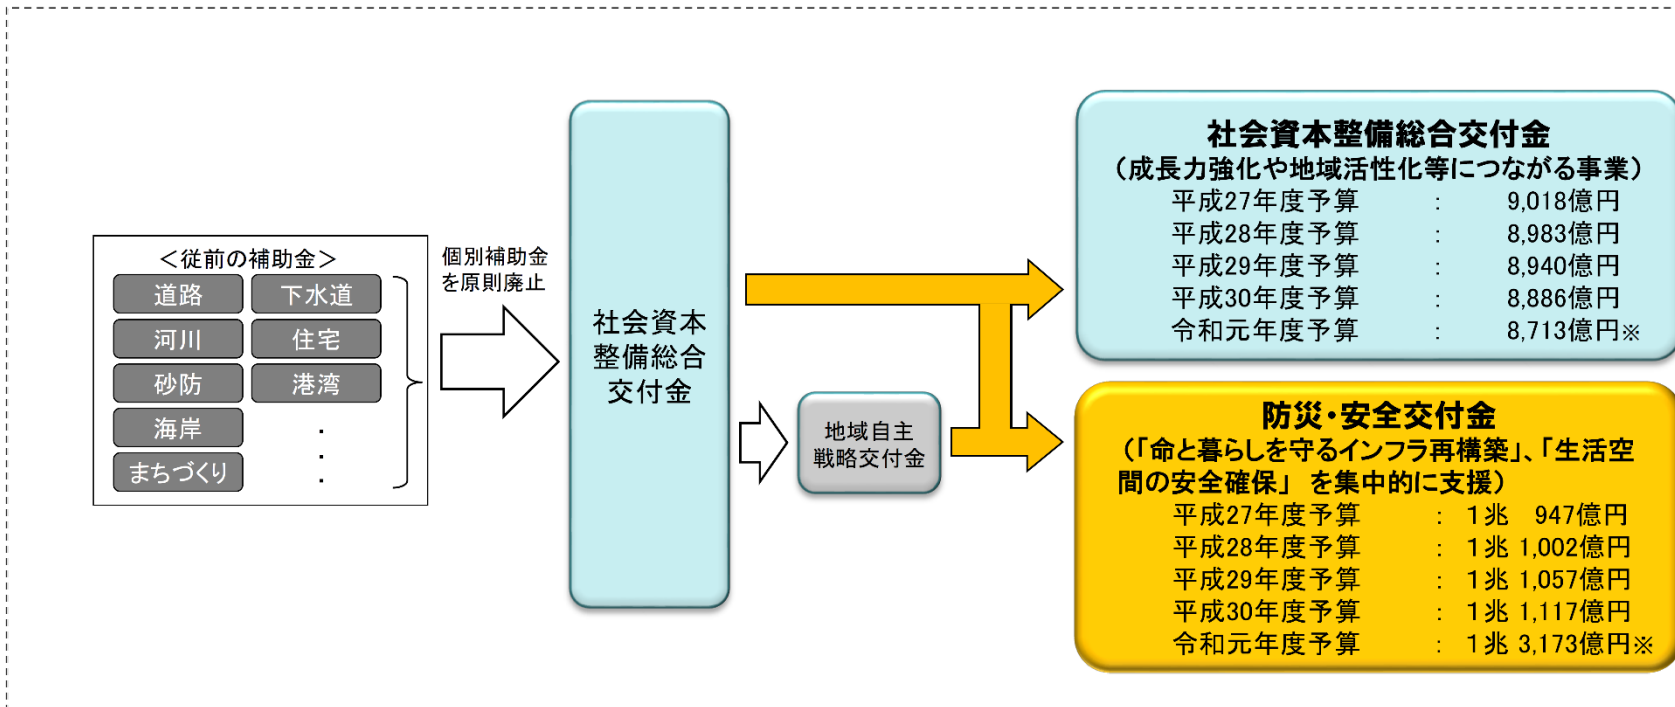 ＜従前の補助金＞
道路
下水道
河川
住宅
砂防
港湾
海岸
・
まちづくり
・
・
個別補助金
を原則廃止
社会資本
整備総合
交付金
地域自主
戦略交付金
社会資本整備総合交付金
（成長力強化や地域活性化等につながる事業）
平成27年度予算　：　9,018億円
平成28年度予算　：　8,983億円
平成29年度予算　：　8,940億円
平成30年度予算　：　8,886億円
令和元年度予算　：　8,713億円※
防災・安全交付金
（「命と暮らしを守るインフラ再構築」、「生活空
間の安全確保」 を集中的に支援）
平成27年度予算　：　1兆　947億円
平成28年度予算　：　1兆 1,002億円
平成29年度予算　：　1兆 1,057億円
平成30年度予算　：　1兆 1,117億円
令和元年度予算　：　1兆 3,173億円※